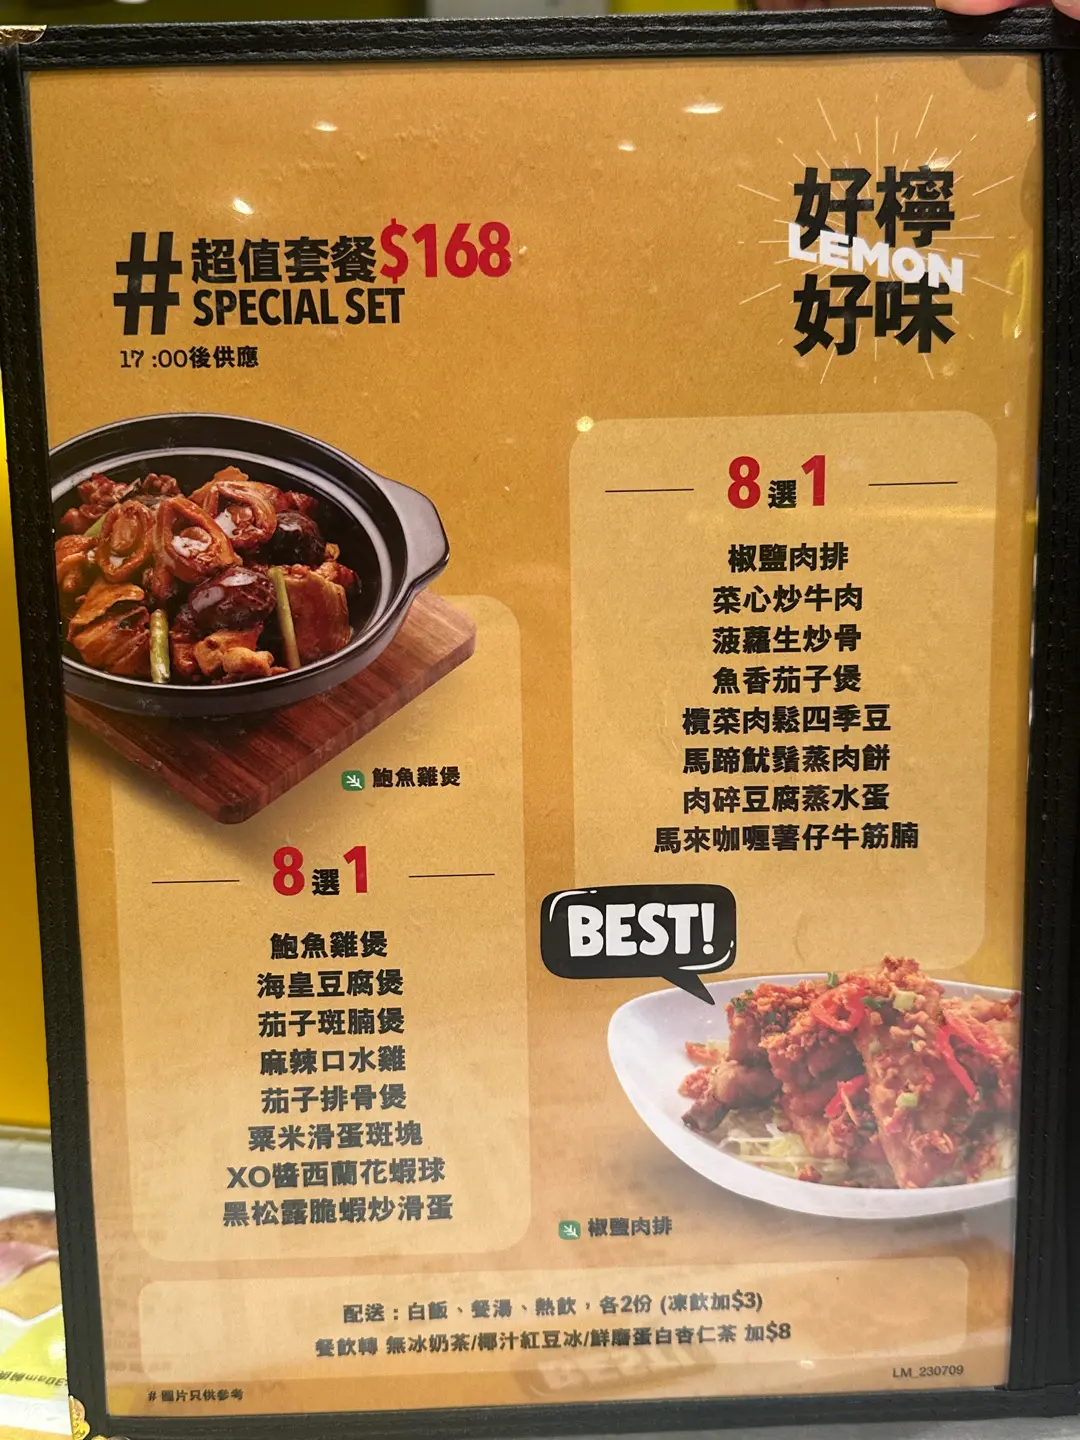 #超值套餐$168
SPECIAL SET
17 :00後供應
好檸
LEMON
好味
8選1
椒鹽肉排
菜心炒牛肉
菠蘿生炒骨
魚香茄子煲
欖菜肉鬆四季豆
馬蹄魷鬚蒸肉餅
肉碎豆腐蒸水蛋
馬來咖喱薯仔牛筋腩
鮑魚雞煲
8選1
鮑魚雞煲
海皇豆腐煲
茄子斑腩煲
麻辣口水雞
茄子排骨煲
粟米滑蛋斑塊
XO醬西蘭花蝦球
黑松露脆蝦炒滑蛋
BEST!
椒鹽肉排
配送：白飯、餐湯、熱飲，各2份 (凍飲加$3)
餐飲轉 無冰奶茶/椰汁紅豆冰/鮮磨蛋白杏仁茶 加$8
LM_230709
#圖片只供參考